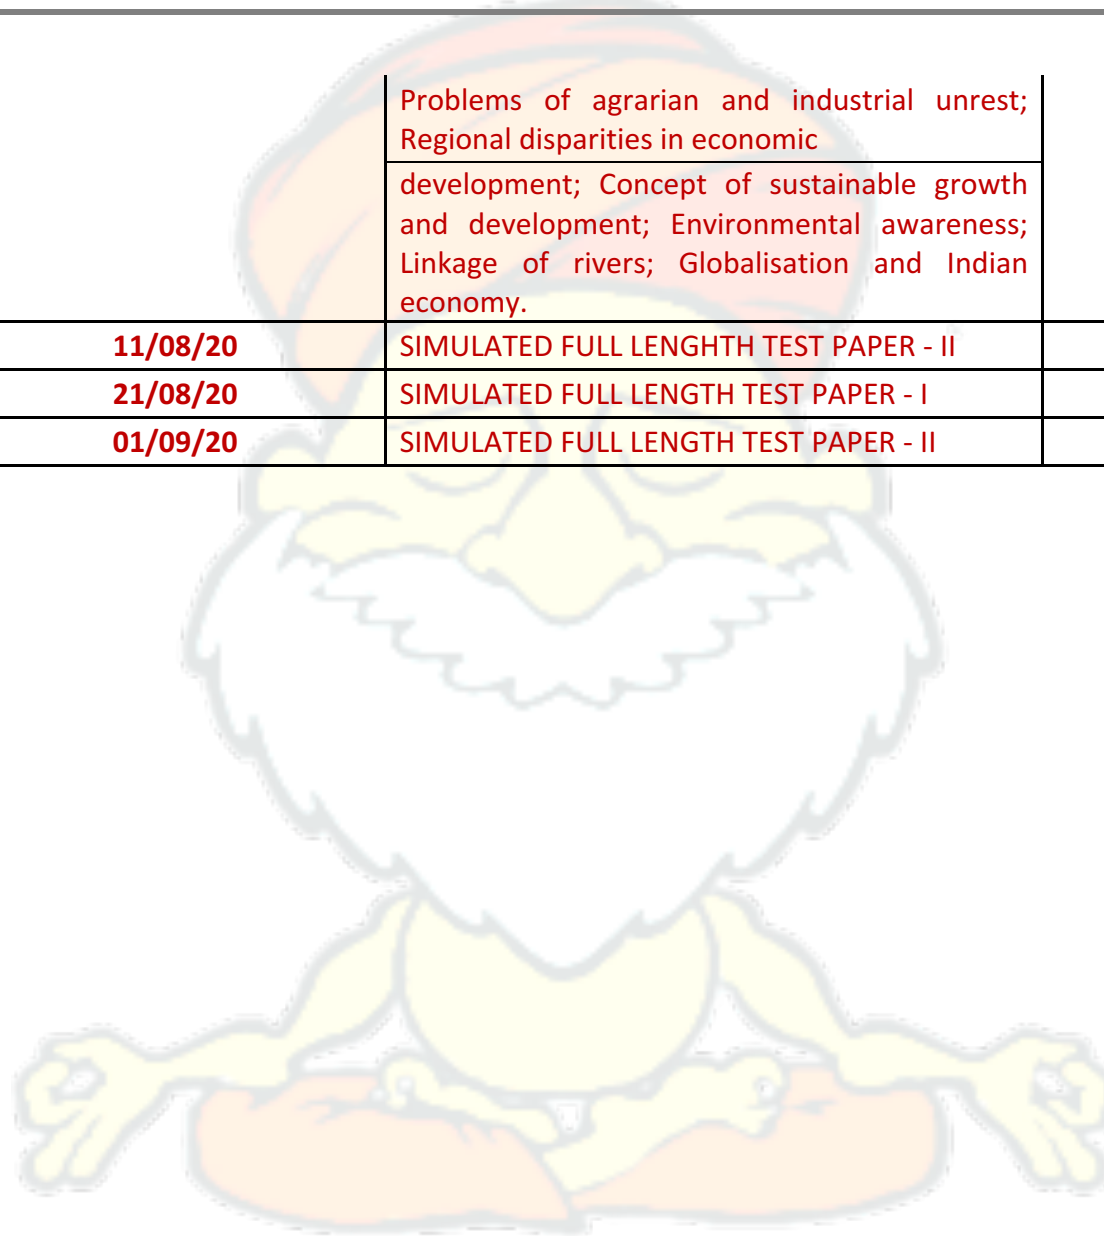 Problems of agrarian and industrial unrest;
Regional disparities in economic
development; Concept of sustainable growth
and development; Environmental awareness;
Linkage of rivers; Globalisation and Indian
economy.
11/08/20 SIMULATED FULL LENGHTH TEST PAPER - II
21/08/20 SIMULATED FULL LENGTH TEST PAPER - I
01/09/20 SIMULATED FULL LENGTH TEST PAPER - II